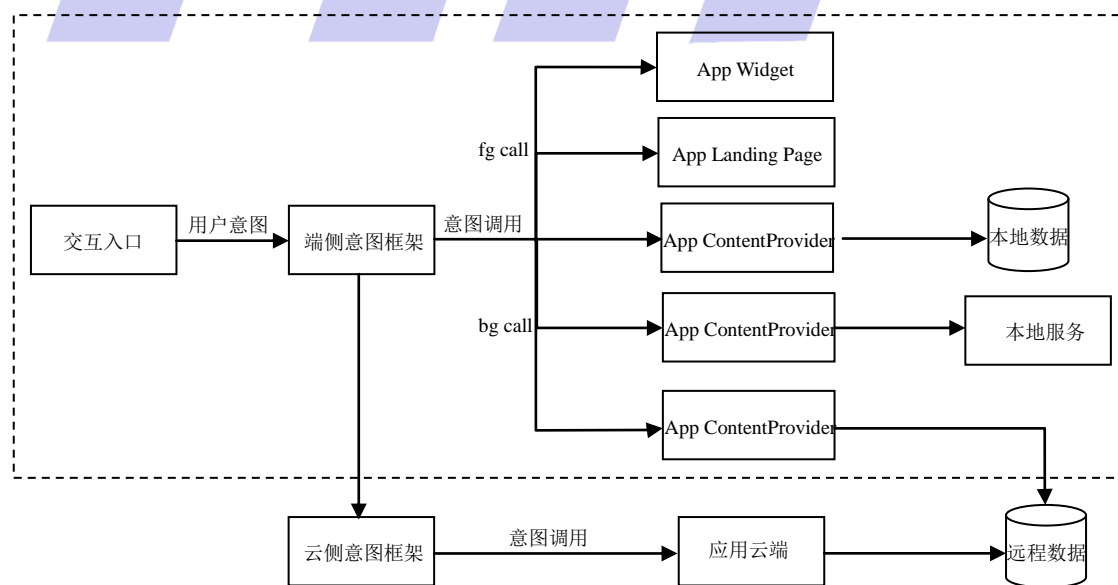 App Widget
fg call
App Landing Page
交互入口
用户意图
端侧意图框架
意图调用
App ContentProvider
本地数据
bg call
App ContentProvider
本地服务
App ContentProvider
云侧意图框架
意图调用
应用云端
远程数据